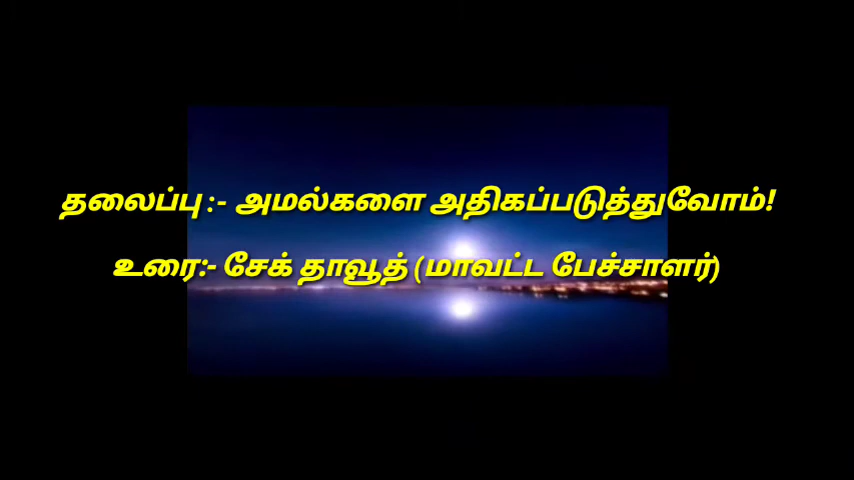 தலைப்பு :- அமல்களை அதிகப்படுத்துவோம்!
உரை:- சேக் தாவூத் (மாவட்ட பேச்சாளர்)